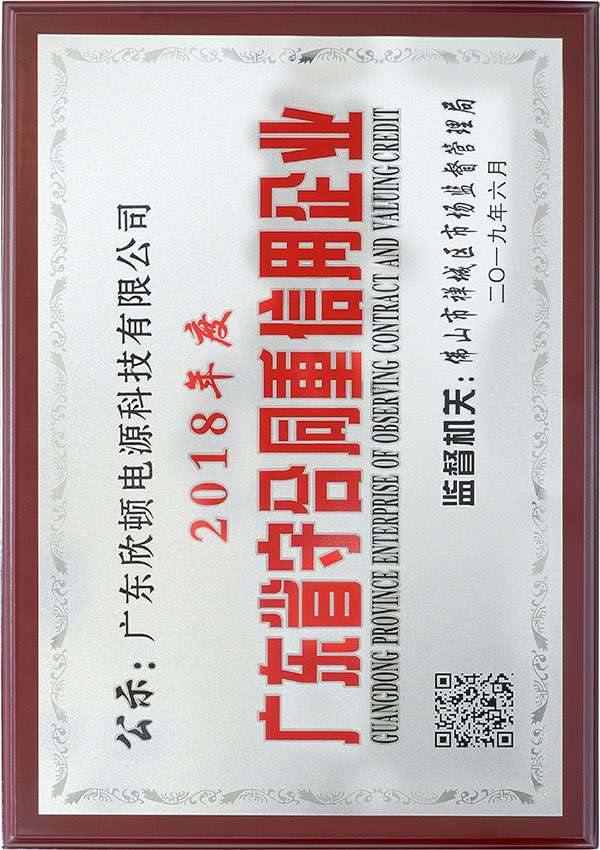 公示：广东欣顿电源科技有限公司
2018年度
广东省守合同重信用企业
GUANGDONG PROVINCE ENTERPRISE OF OBSERVING CONTRACT AND VALUING CREDIT
监督机关：佛山市禅城区市场监督管理局
二〇一九年六月